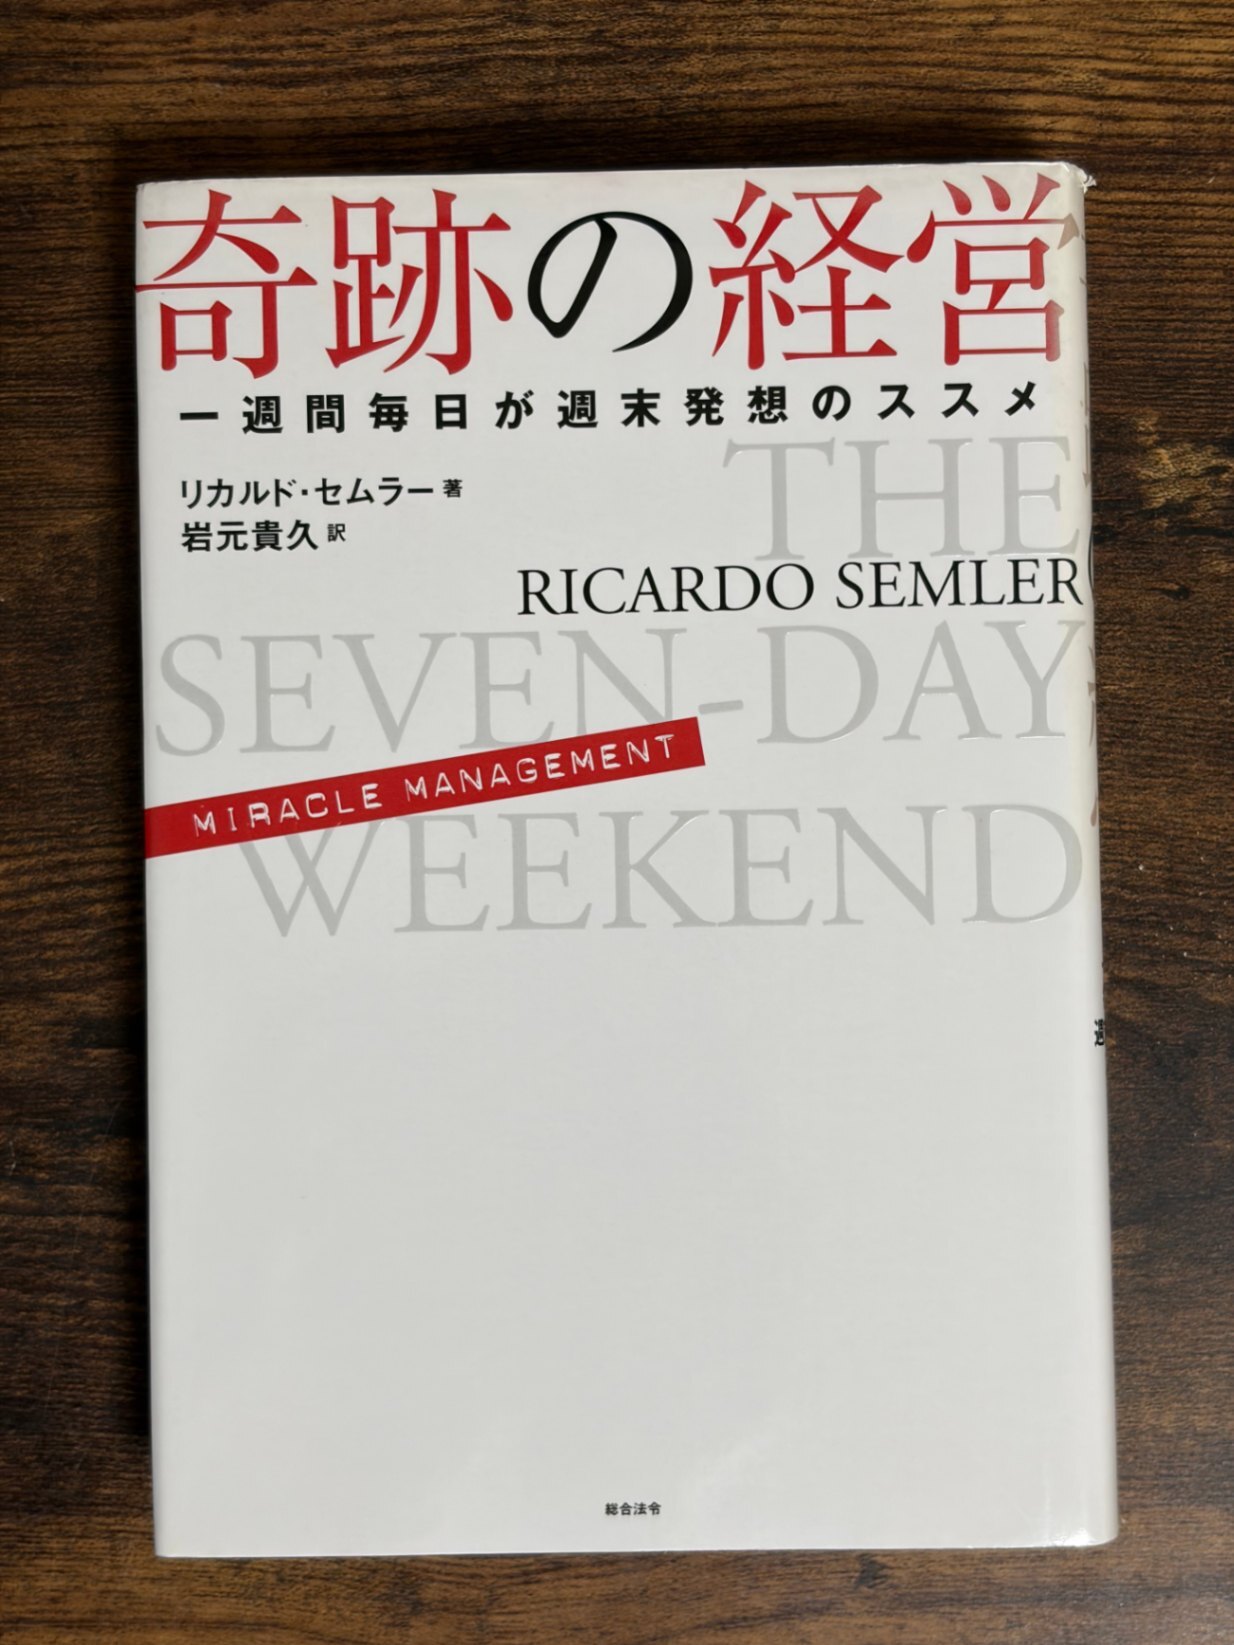 奇跡の経営
一週間毎日が週末発想のススメ
リカルド・セムラー 著
岩元貴久 訳
THE
RICARDO SEMLER
SEVEN-DAY
MIRACLE MANAGEMENT
WEEKEND
総合法令